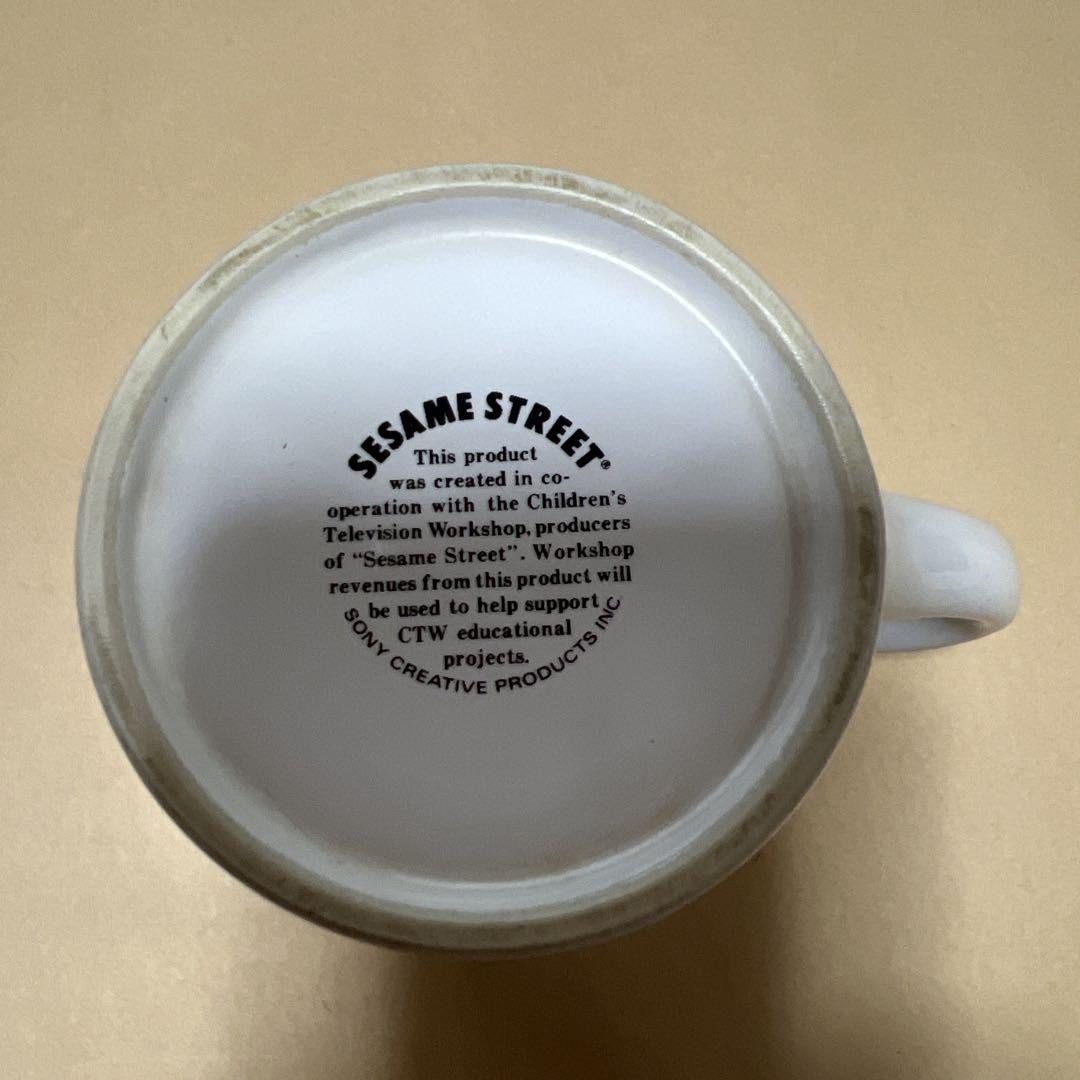 SESAME STREET®
This product
was created in co-
operation with the Children's
Television Workshop, producers
of "Sesame Street". Workshop
revenues from this product will
be used to help support
CTW educational
projects.
SONY CREATIVE PRODUCTS INC.